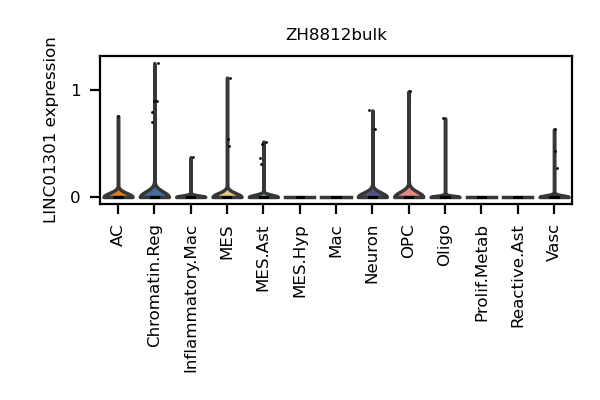 ZH8812bulk
LINC01301 expression
1
0
AC
Chromatin.Reg
Inflammatory.Mac
MES
MES.Ast
MES.Hyp
Mac
Neuron
OPC
Oligo
Prolif.Metab
Reactive.Ast
Vasc